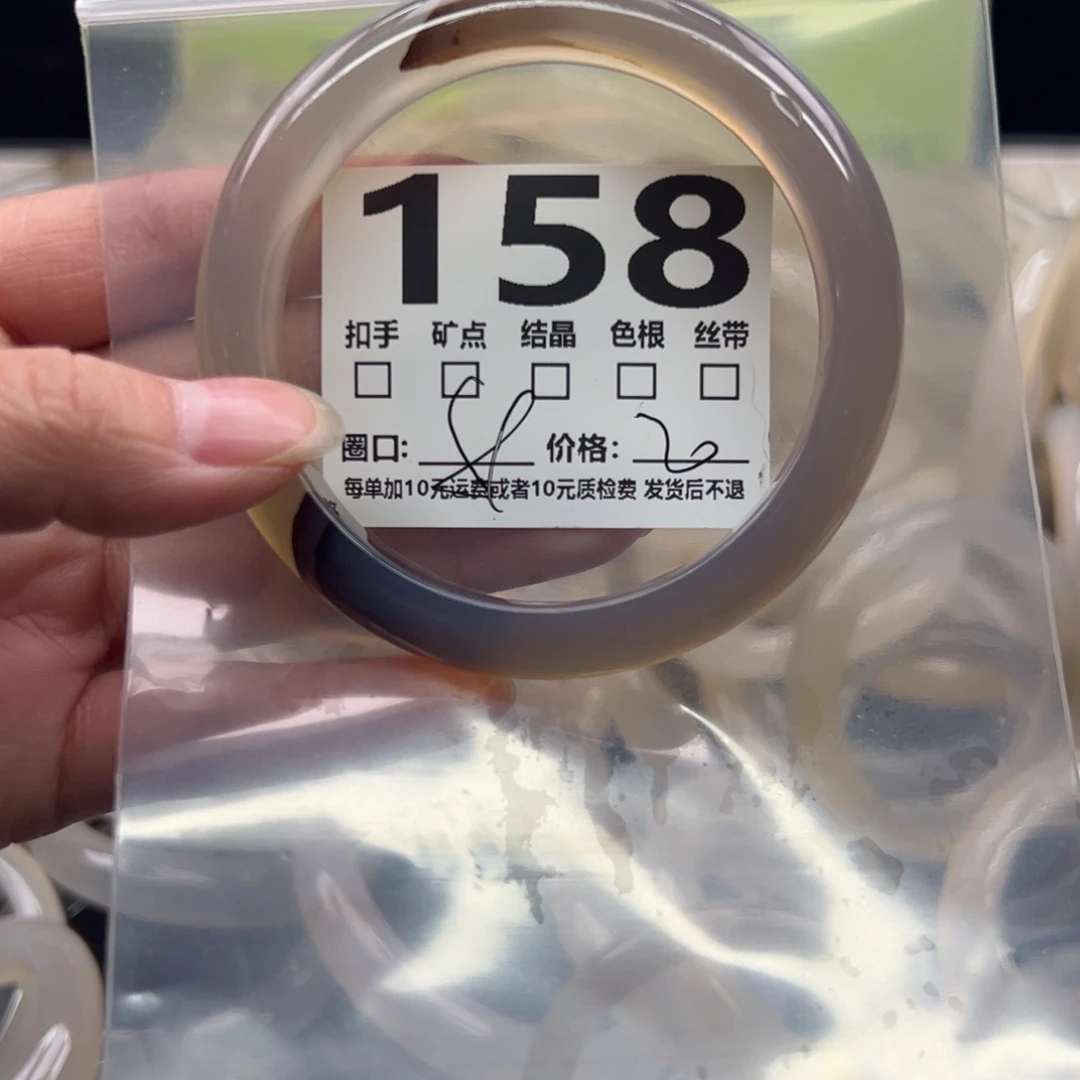 158
扣手 矿点 结晶 色根 丝带
圈口: 价格:
每单加10元运费或者10元质检费 发货后不退